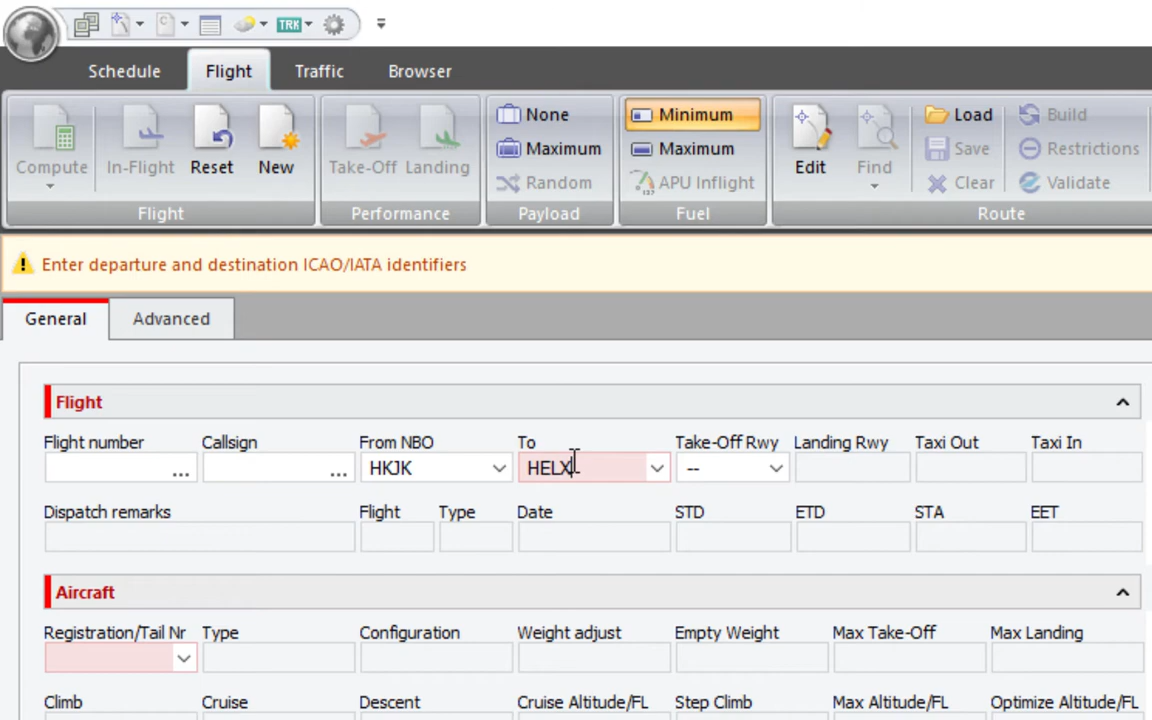 TRK
Schedule Flight Traffic Browser
Compute In-Flight Reset New
Flight
Take-Off Landing
Performance
None
Maximum
Random
Payload
Minimum
Maximum
APU Inflight
Fuel
Edit Find
Load Build
Save Restrictions
Clear Validate
Route
Enter departure and destination ICAO/IATA identifiers
General Advanced
Flight
Flight number Callsign From NBO To Take-Off Rwy Landing Rwy Taxi Out Taxi In
... ... HKJK HELX --
Dispatch remarks Flight Type Date STD ETD STA EET
Aircraft
Registration/Tail Nr Type Configuration Weight adjust Empty Weight Max Take-Off Max Landing
Climb Cruise Descent Cruise Altitude/FL Step Climb Max Altitude/FL Optimize Altitude/FL